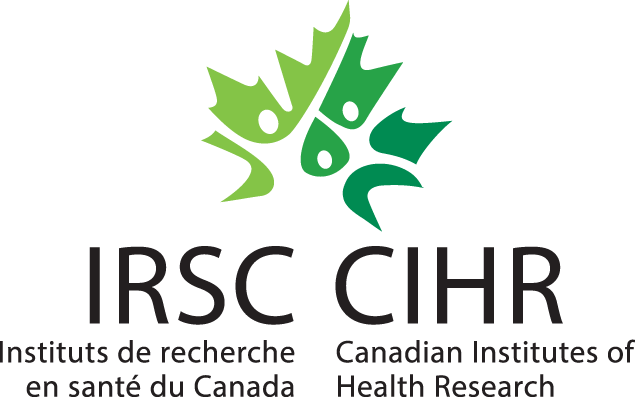 IRSC CIHR
Instituts de recherche
en santé du Canada
Canadian Institutes of
Health Research